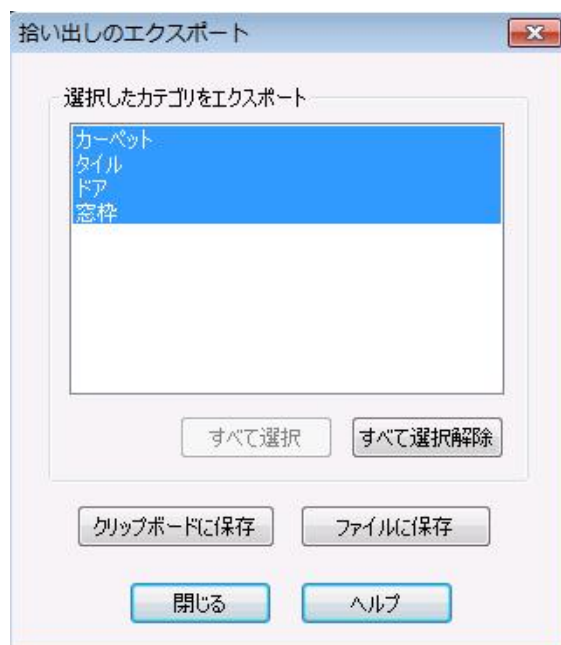 拾い出しのエクスポート
選択したカテゴリをエクスポート
カーペット
タイル
ドア
窓枠
すべて選択
すべて選択解除
クリップボードに保存
ファイルに保存
閉じる
ヘルプ